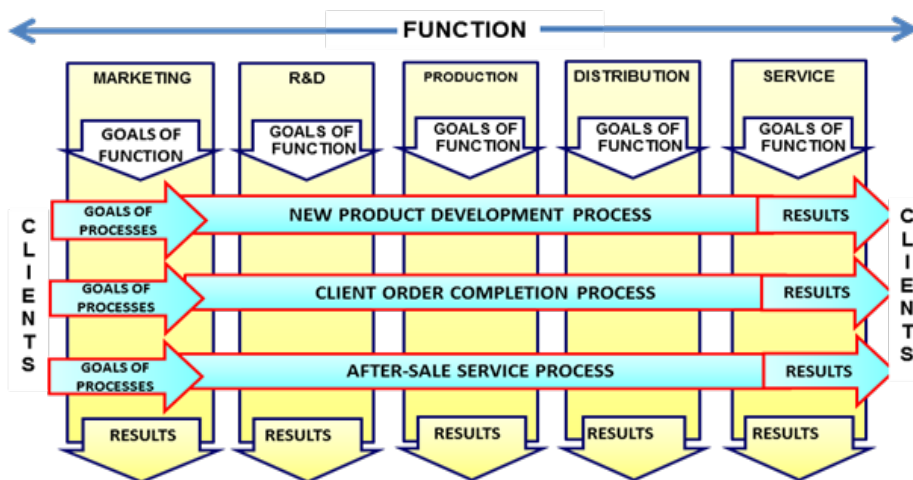 FUNCTION
MARKETING
R&D
PRODUCTION
DISTRIBUTION
SERVICE
GOALS OF
FUNCTION
GOALS OF
FUNCTION
GOALS OF
FUNCTION
GOALS OF
FUNCTION
GOALS OF
FUNCTION
CLIENTS
GOALS OF
PROCESSES
NEW PRODUCT DEVELOPMENT PROCESS
RESULTS
GOALS OF
PROCESSES
CLIENT ORDER COMPLETION PROCESS
RESULTS
GOALS OF
PROCESSES
AFTER-SALE SERVICE PROCESS
RESULTS
CLIENTS
RESULTS
RESULTS
RESULTS
RESULTS
RESULTS